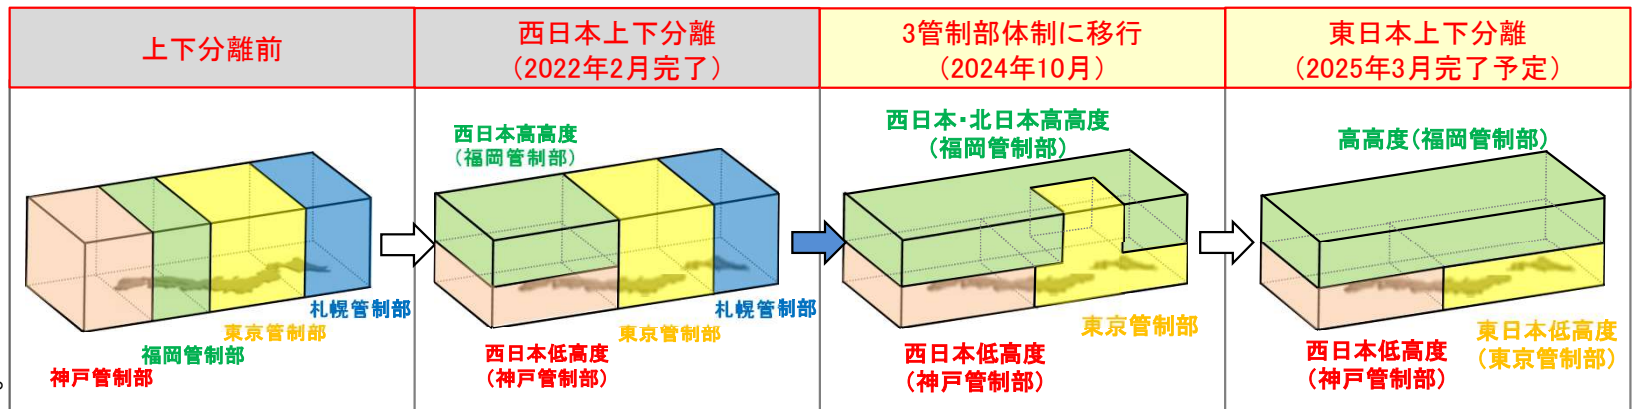 上下分離前
西日本上下分離
（2022年2月完了）
3管制部体制に移行
（2024年10月）
東日本上下分離
（2025年3月完了予定）
札幌管制部
東京管制部
福岡管制部
神戸管制部
西日本高高度
（福岡管制部）
札幌管制部
東京管制部
西日本低高度
（神戸管制部）
西日本・北日本高高度
（福岡管制部）
東京管制部
西日本低高度
（神戸管制部）
高高度（福岡管制部）
東日本低高度
（東京管制部）
西日本低高度
（神戸管制部）
。